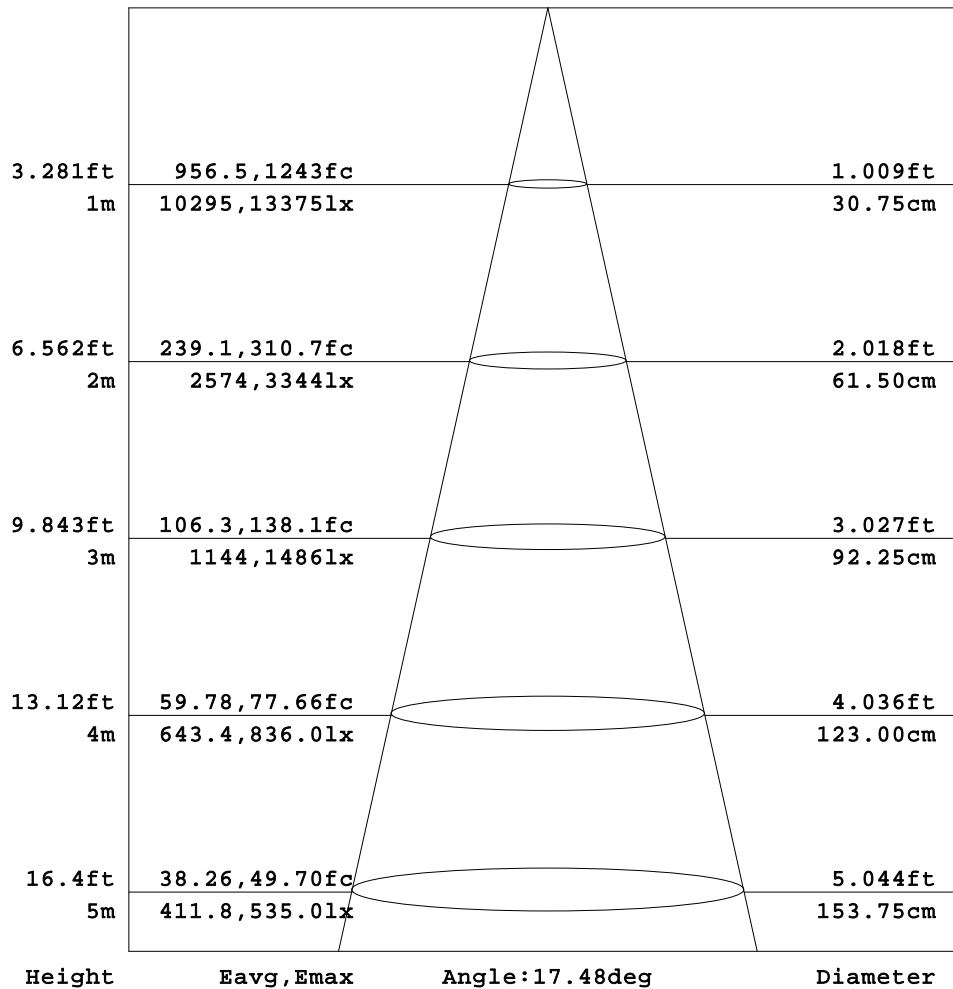 3.281ft 956.5,1243fc 1.009ft
1m 10295,13375lx 30.75cm
6.562ft 239.1,310.7fc 2.018ft
2m 2574,3344lx 61.50cm
9.843ft 106.3,138.1fc 3.027ft
3m 1144,1486lx 92.25cm
13.12ft 59.78,77.66fc 4.036ft
4m 643.4,836.0lx 123.00cm
16.4ft 38.26,49.70fc 5.044ft
5m 411.8,535.0lx 153.75cm
Height Eavg,Emax Angle:17.48deg Diameter